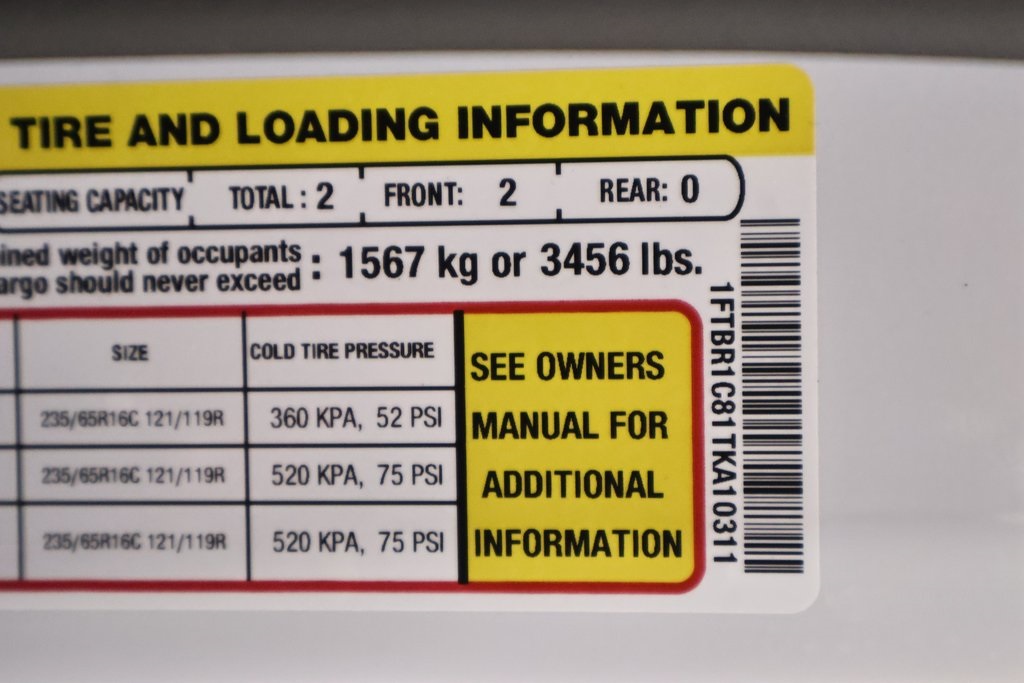 TIRE AND LOADING INFORMATION
SEATING CAPACITY TOTAL : 2 FRONT: 2 REAR: 0
weight of occupants
should never exceed : 1567 kg or 3456 lbs.
SIZE COLD TIRE PRESSURE
235/65R16C 121/119R 360 KPA, 52 PSI
235/65R16C 121/119R 520 KPA, 75 PSI
235/65R16C 121/119R 520 KPA, 75 PSI
SEE OWNERS
MANUAL FOR
ADDITIONAL
INFORMATION
1FTBR1C81TKA10311